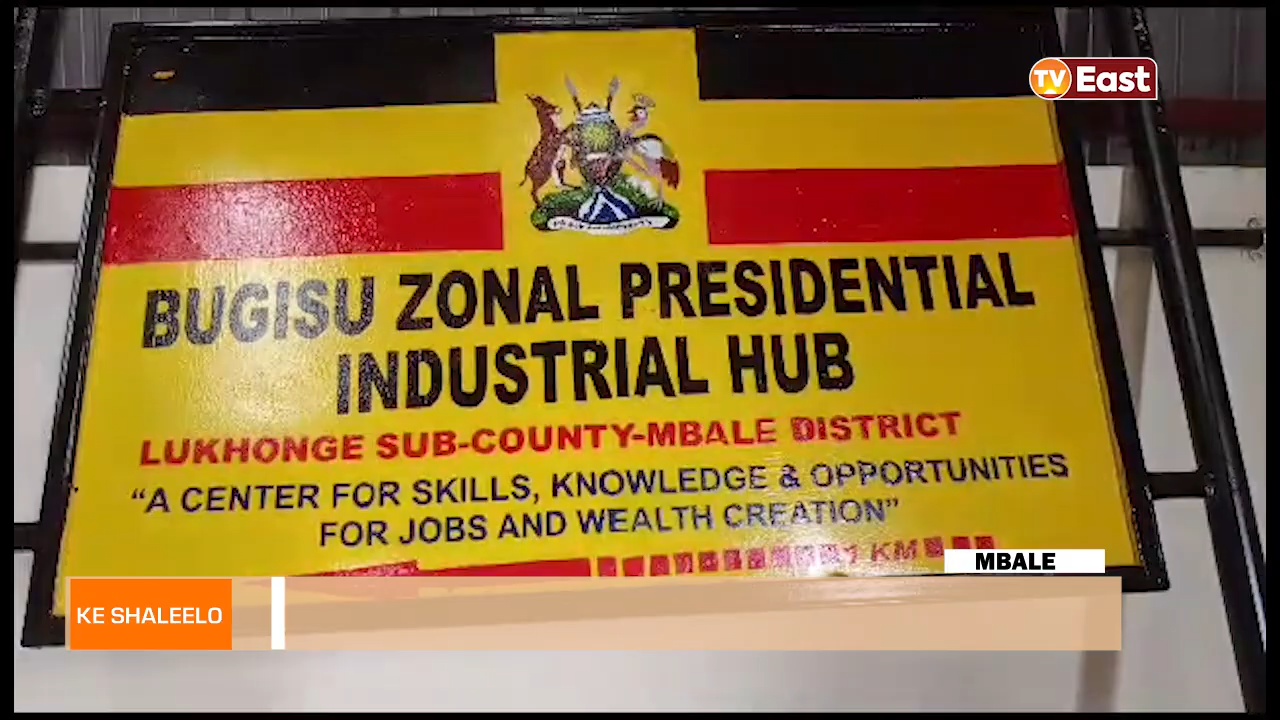 TV East
BUGISU ZONAL PRESIDENTIAL
INDUSTRIAL HUB
LUKHONGE SUB-COUNTY-MBALE DISTRICT
“A CENTER FOR SKILLS, KNOWLEDGE & OPPORTUNITIES
FOR JOBS AND WEALTH CREATION”
KM
MBALE
KE SHALEELO